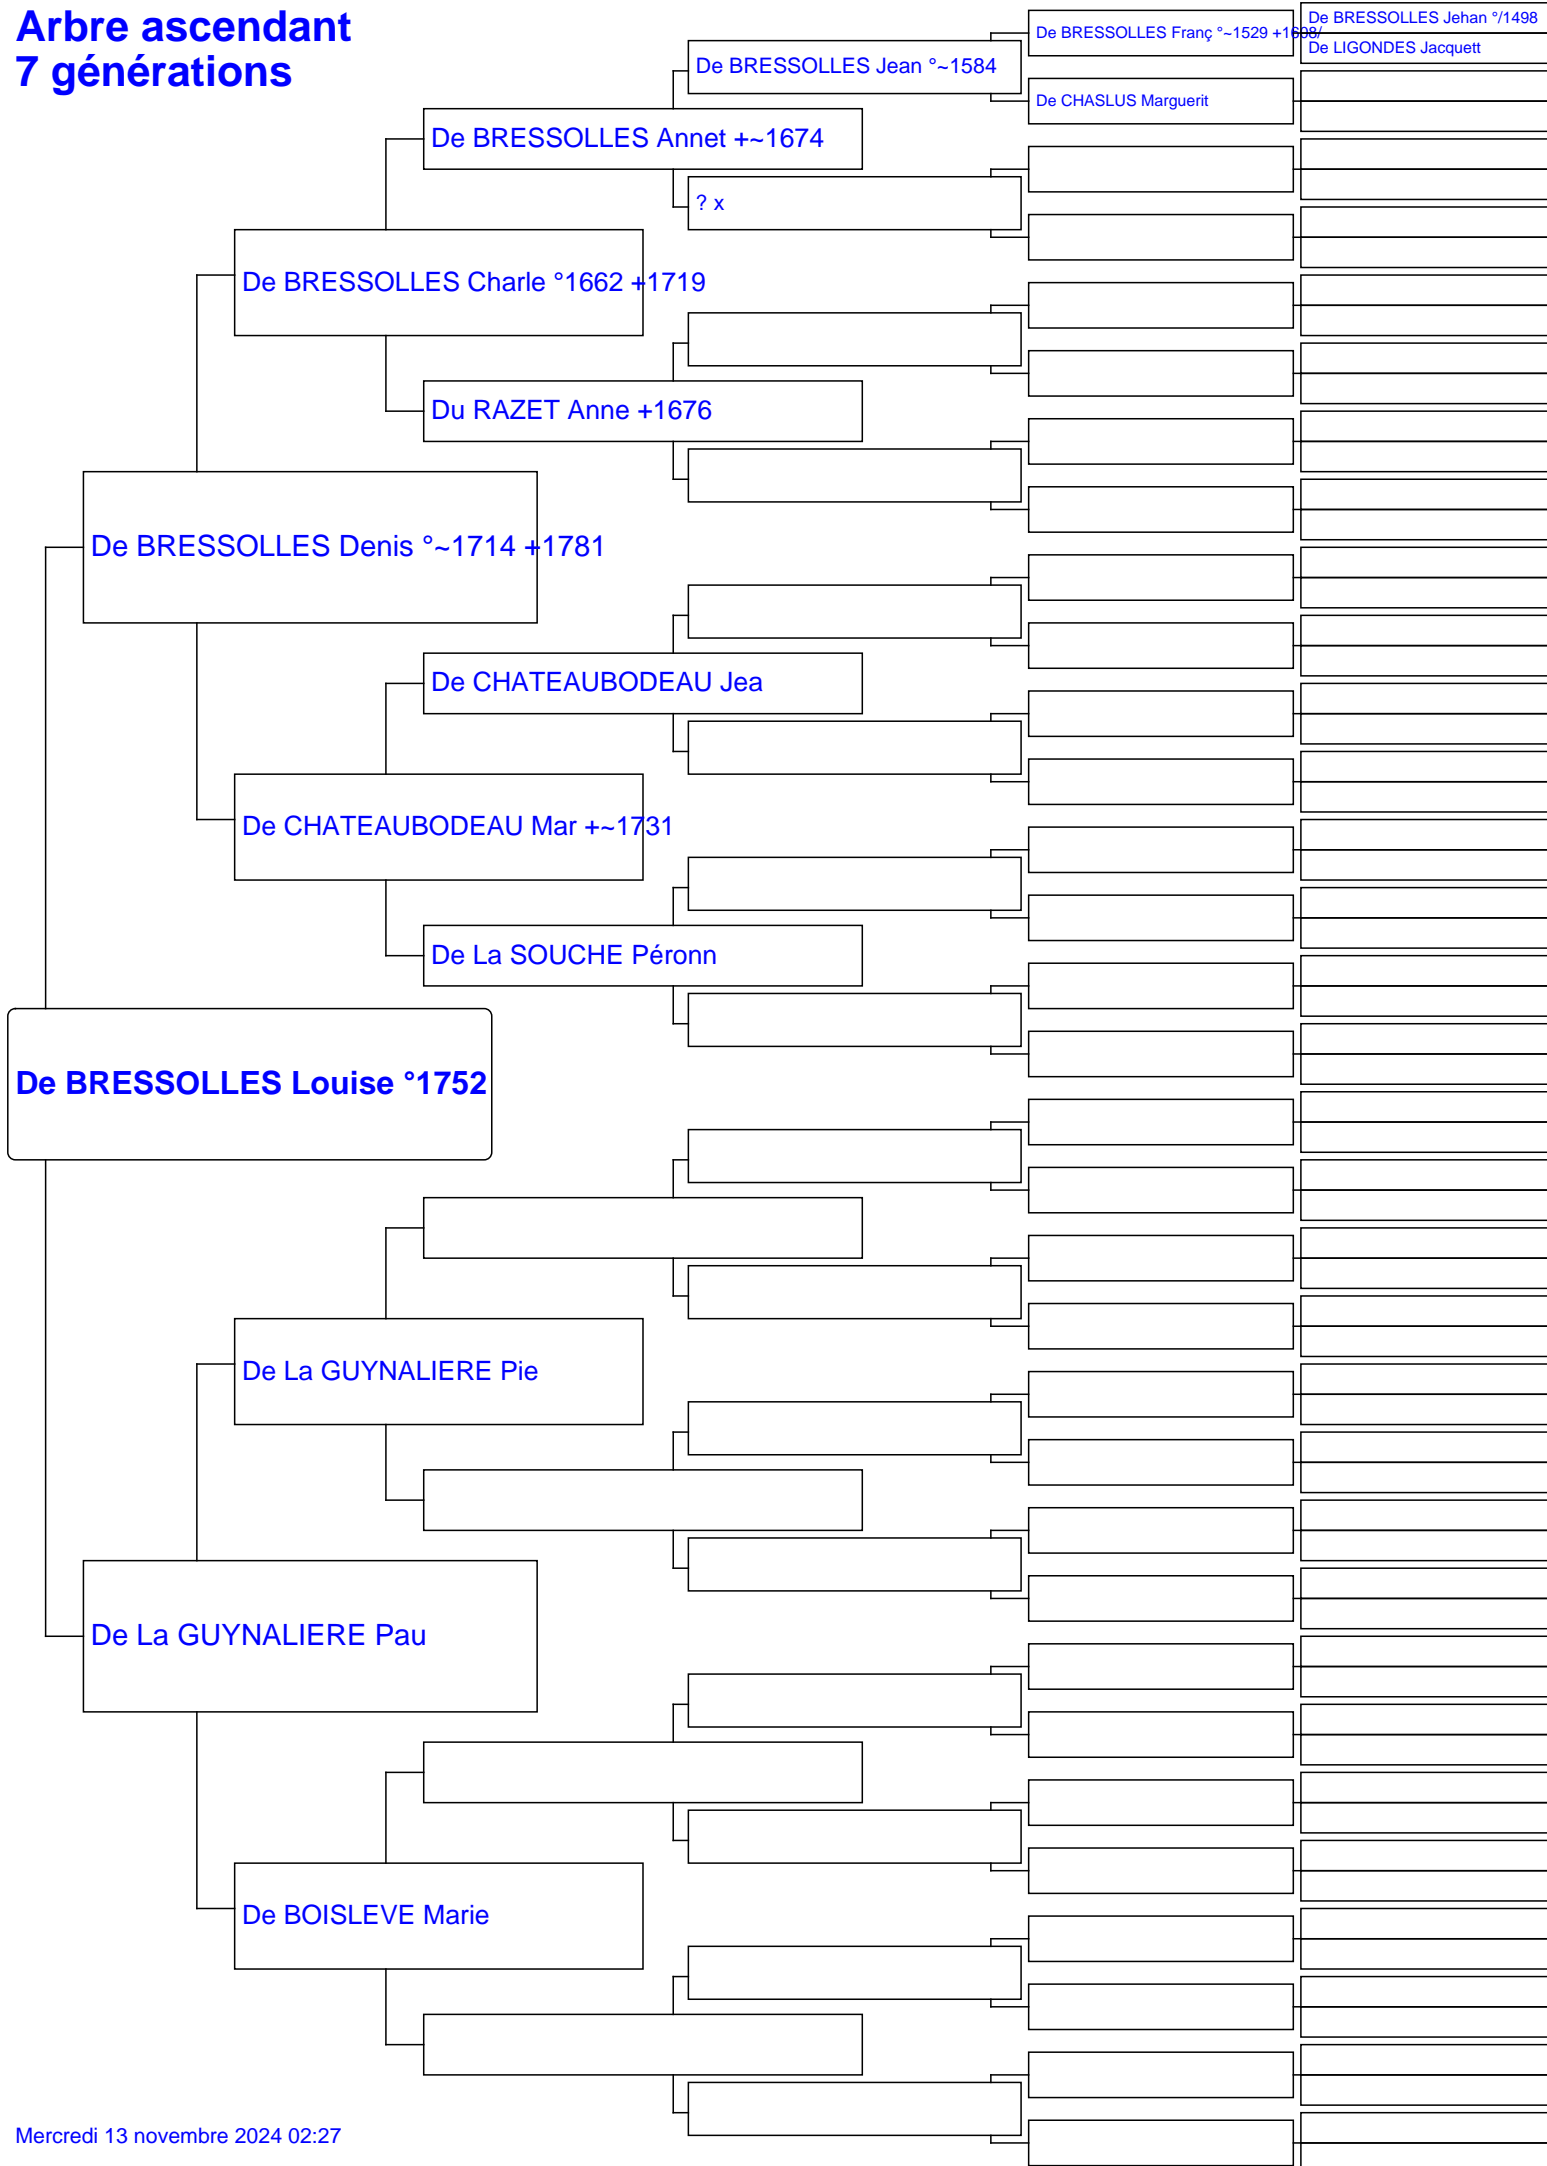 Arbre ascendant
7 générations
De BRESSOLLES Jehan °/1498
De BRESSOLLES Franç °~1529 +1608/
De LIGONDES Jacquett
De BRESSOLLES Jean °~1584
De CHASLUS Marguerit
De BRESSOLLES Annet +~1674
? x
De BRESSOLLES Charle °1662 +1719
Du RAZET Anne +1676
De BRESSOLLES Denis °~1714 +1781
De CHATEAUBODEAU Jea
De CHATEAUBODEAU Mar +~1731
De La SOUCHE Péronn
De BRESSOLLES Louise °1752
De La GUYNALIERE Pie
De La GUYNALIERE Pau
De BOISLEVE Marie
Mercredi 13 novembre 2024 02:27